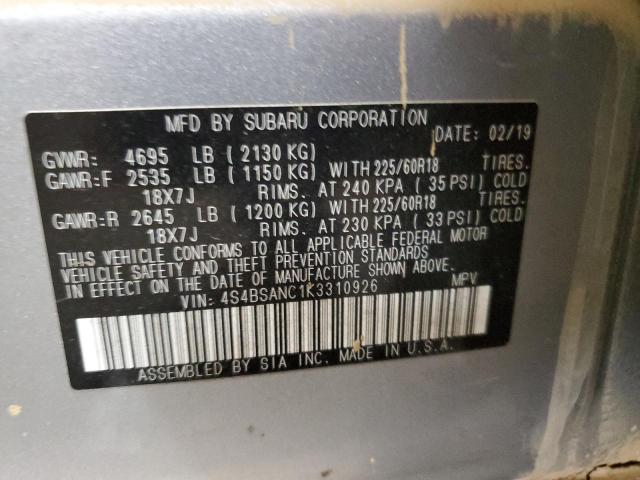 MFD BY SUBARU CORPORATION
DATE: 02/19
GVWR: 4695 LB (2130 KG)
GAWR:F 2535 LB (1150 KG) WITH 225/60R18 TIRES.
18X7J RIMS. AT 240 KPA (35 PSI) COLD
GAWR:R 2645 LB (1200 KG) WITH 225/60R18 TIRES.
18X7J RIMS. AT 230 KPA (33 PSI) COLD
THIS VEHICLE CONFORMS TO ALL APPLICABLE FEDERAL MOTOR
VEHICLE SAFETY AND THEFT PREVENTION STANDARDS
IN EFFECT ON THE DATE OF MANUFACTURE SHOWN ABOVE.
VIN: 4S4BSANC1K3310926 MPV
ASSEMBLED BY SIA INC. MADE IN U.S.A.